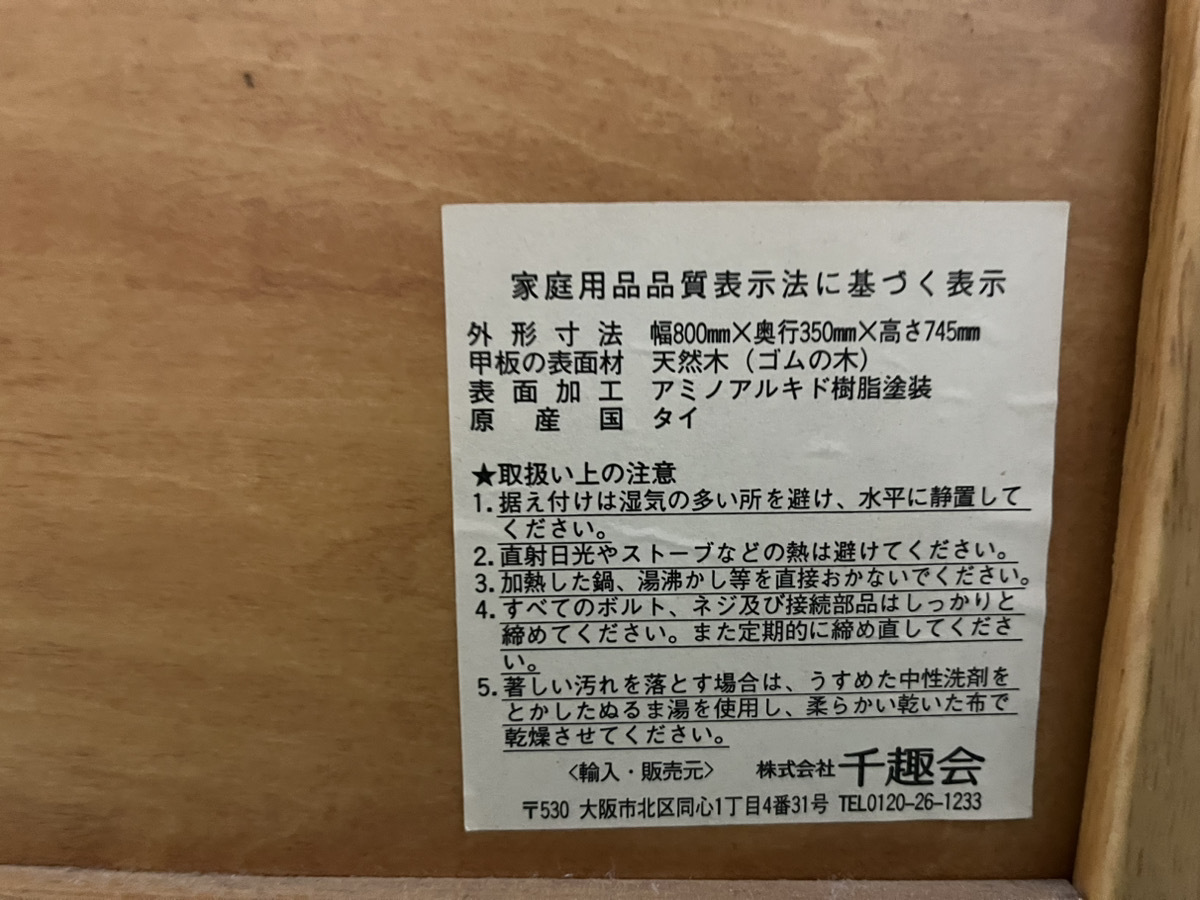 家庭用品品質表示法に基づく表示
外形寸法 幅800mm×奥行350mm×高さ745mm
甲板の表面材 天然木（ゴムの木）
表面加工 アミノアルキド樹脂塗装
原産国 タイ
★取扱い上の注意
1.据え付けは湿気の多い所を避け、水平に静置して
ください。
2.直射日光やストーブなどの熱は避けてください。
3.加熱した鍋、湯沸かし等を直接おかないでください。
4.すべてのボルト、ネジ及び接続部品はしっかりと
締めてください。また定期的に締め直してくださ
い。
5.著しい汚れを落とす場合は、うすめた中性洗剤を
とかしたぬるま湯を使用し、柔らかい乾いた布で
乾燥させてください。
〈輸入・販売元〉 株式会社千趣会
〒530 大阪市北区同心1丁目4番31号 TEL0120-26-1233